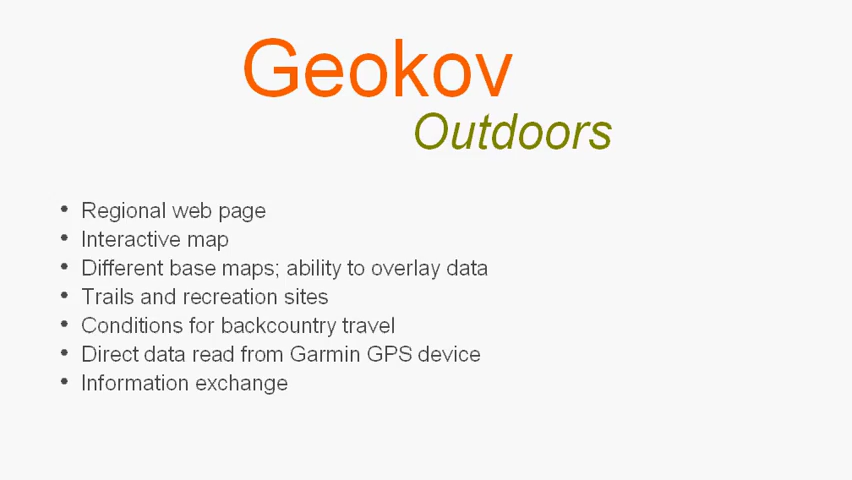 Geokov
Outdoors
• Regional web page
• Interactive map
• Different base maps; ability to overlay data
• Trails and recreation sites
• Conditions for backcountry travel
• Direct data read from Garmin GPS device
• Information exchange